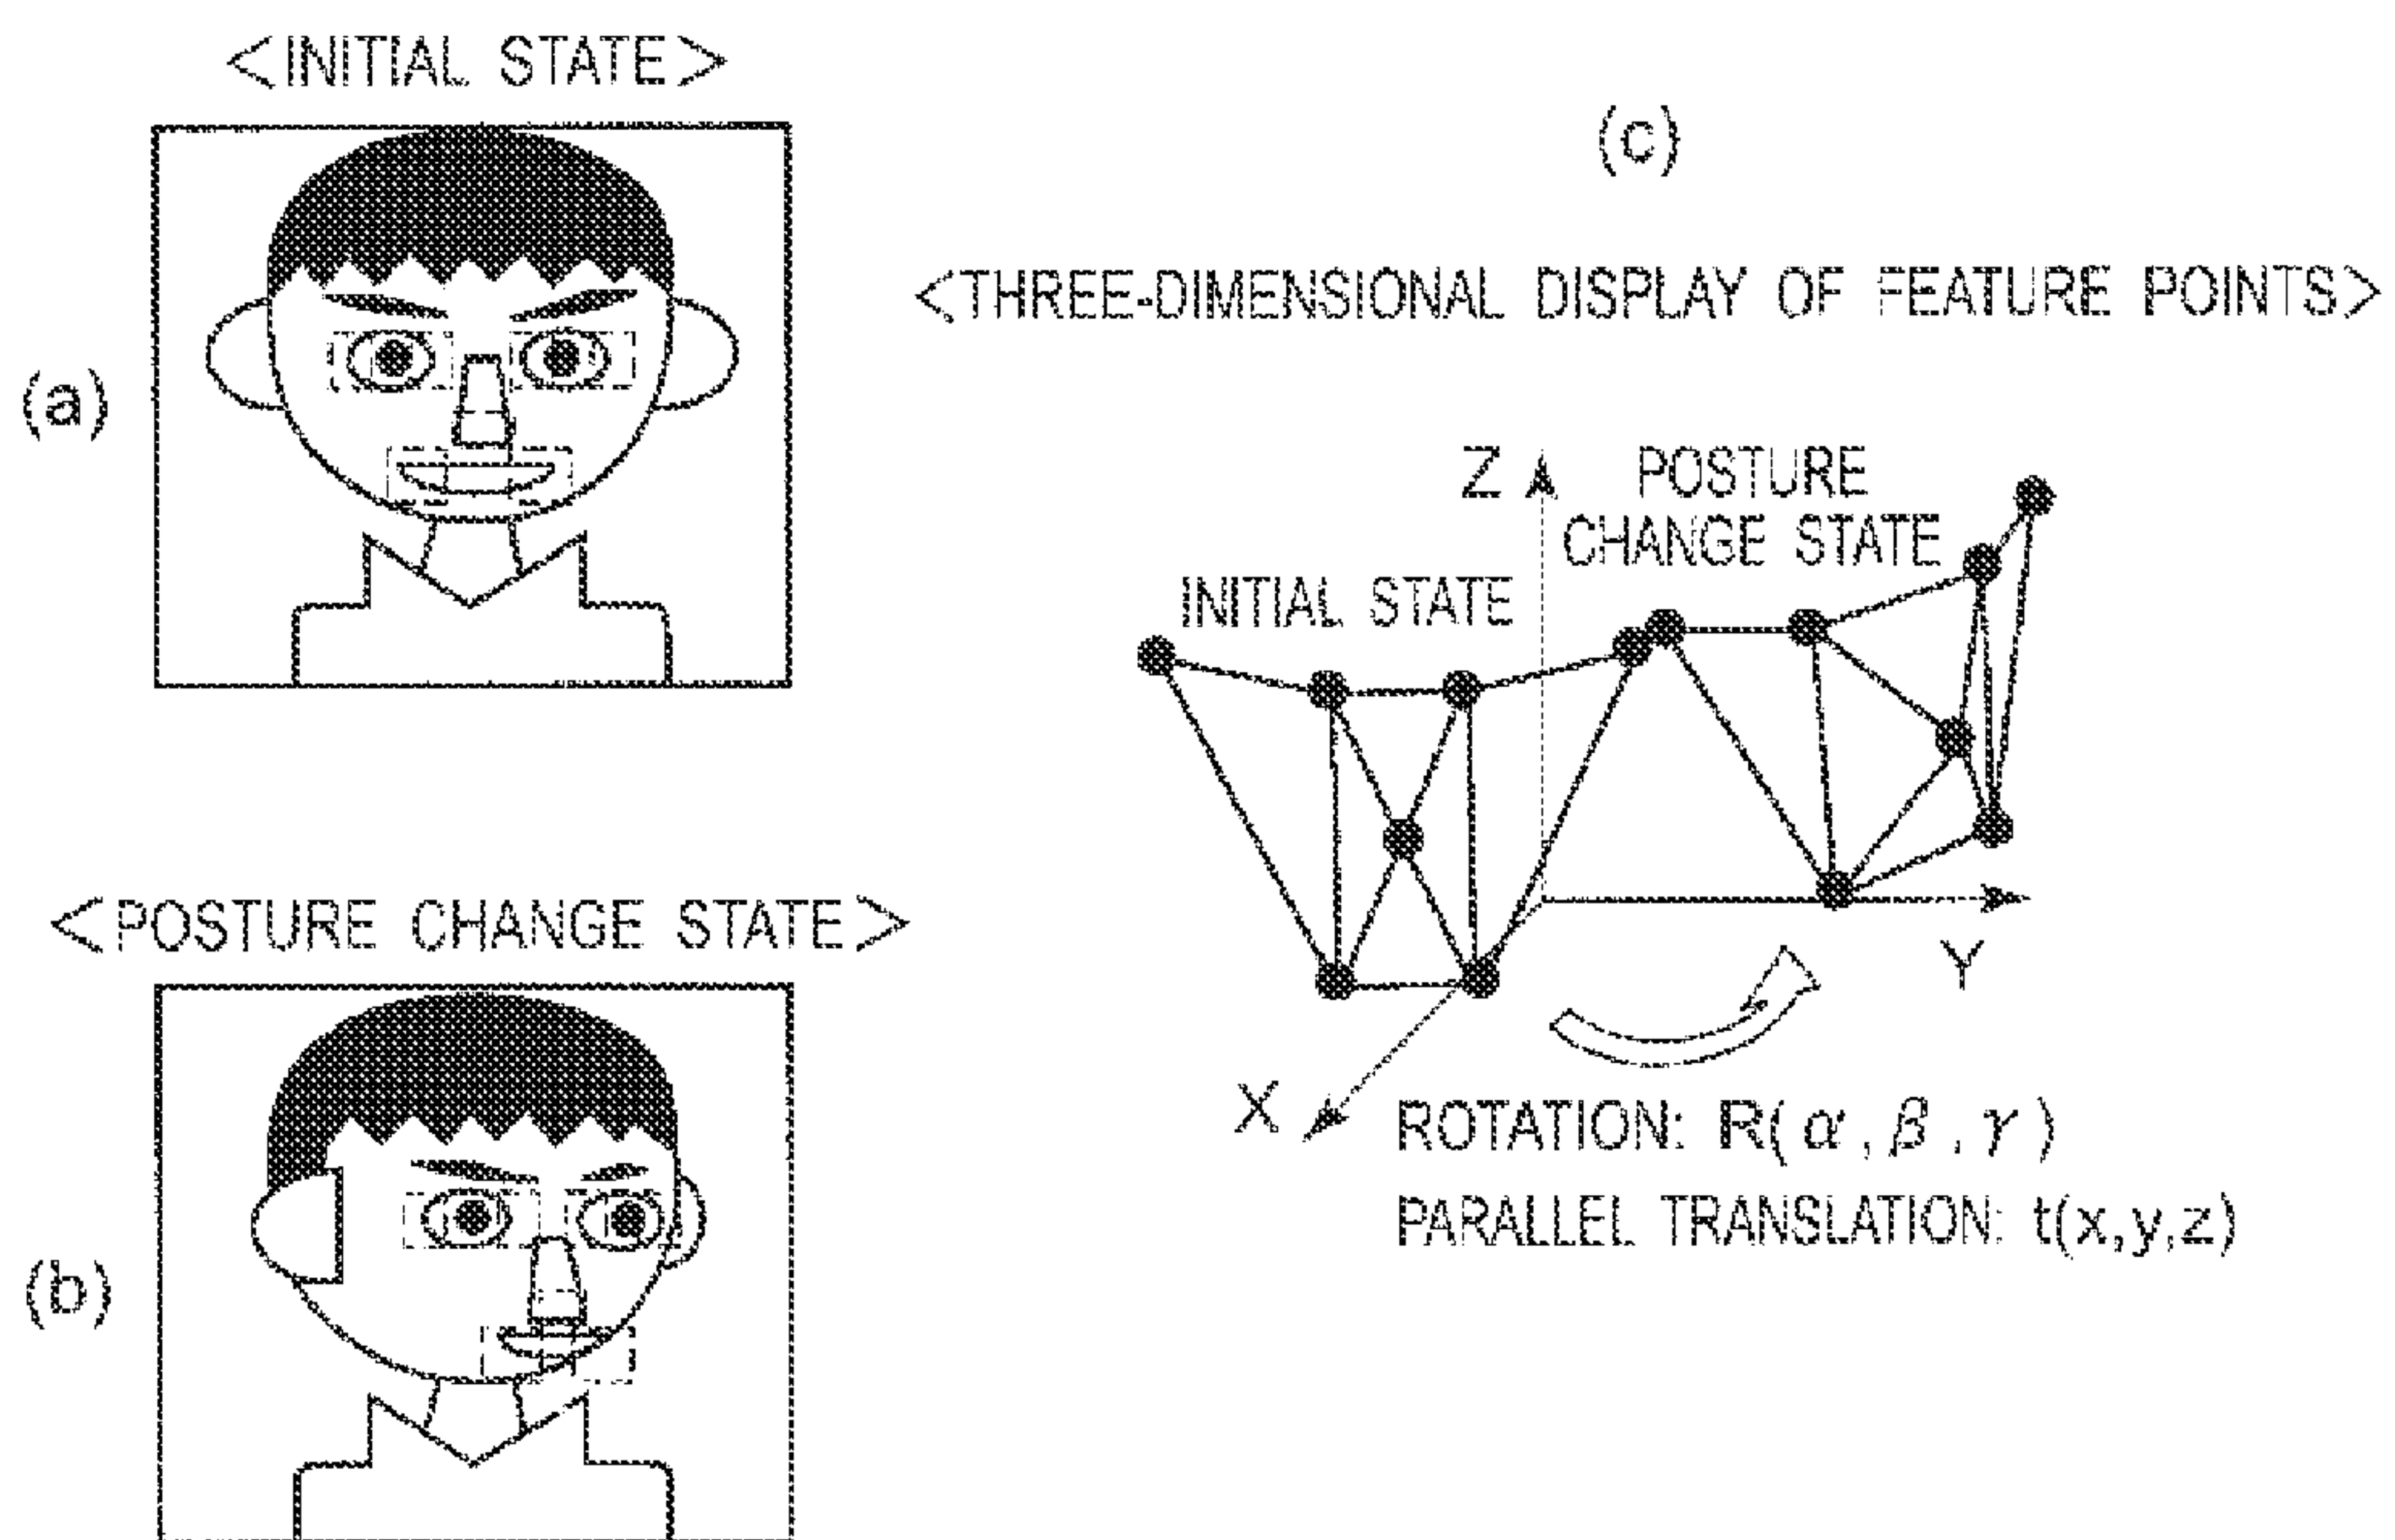 <INITIAL STATE>
(a)
<POSTURE CHANGE STATE>
(b)
(c)
<THREE-DIMENSIONAL DISPLAY OF FEATURE POINTS>
Z
POSTURE
CHANGE STATE
INITIAL STATE
Y
X
ROTATION: R(α, β, γ)
PARALLEL TRANSLATION: t(x,y,z)